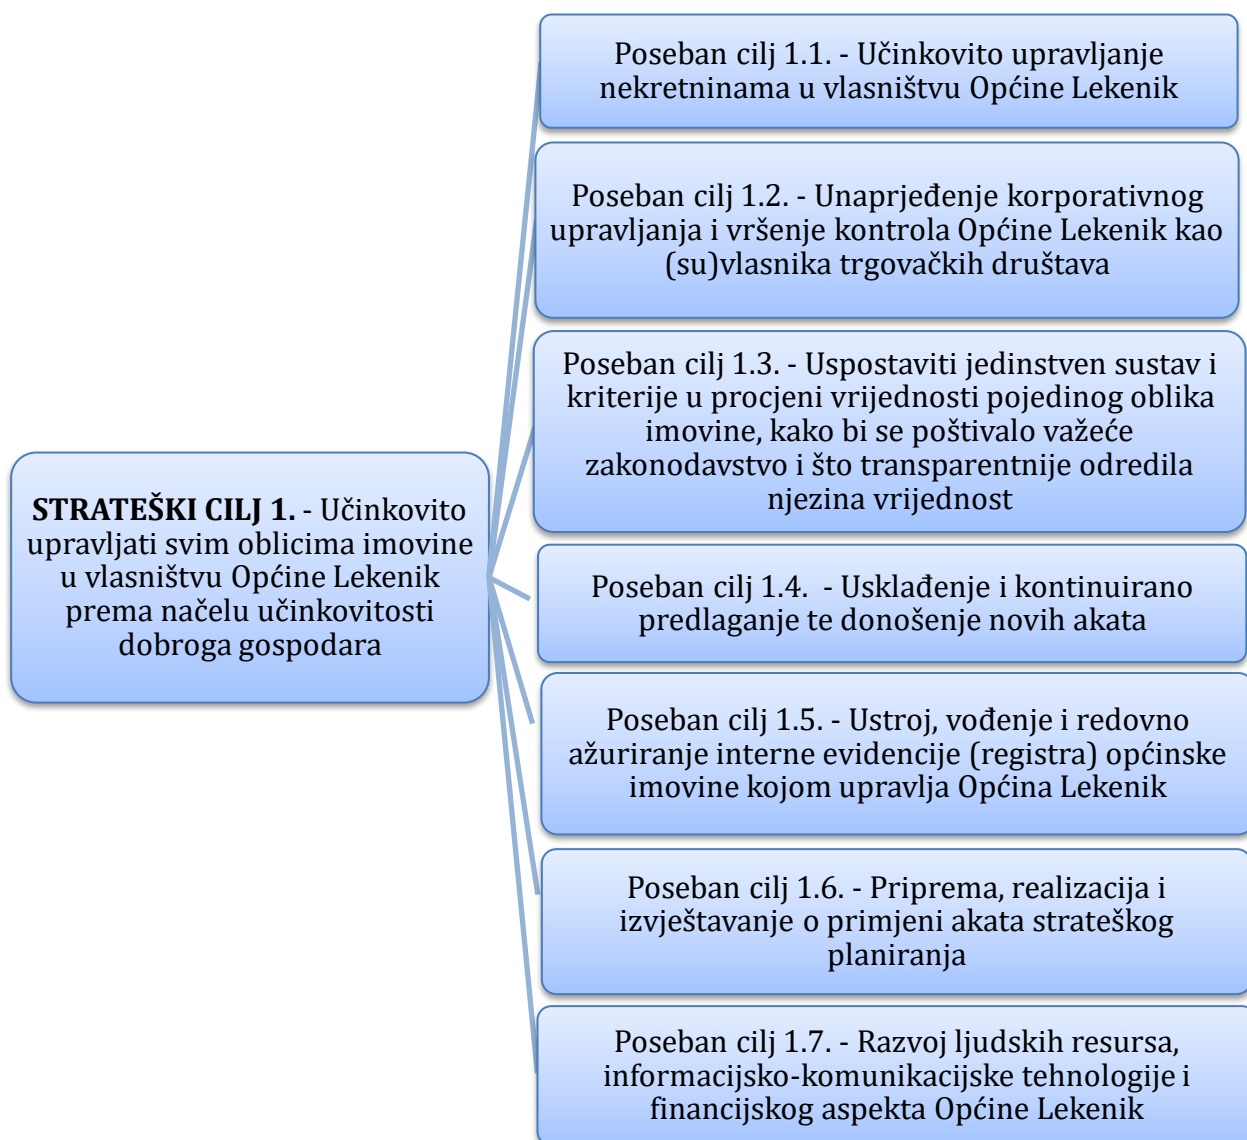 STRATEŠKI CILJ 1. - Učinkovito
upravljati svim oblicima imovine
u vlasništvu Općine Lekenik
prema načelu učinkovitosti
dobroga gospodara
Poseban cilj 1.1. - Učinkovito upravljanje
nekretninama u vlasništvu Općine Lekenik
Poseban cilj 1.2. - Unaprjeđenje korporativnog
upravljanja i vršenje kontrola Općine Lekenik kao
(su)vlasnika trgovačkih društava
Poseban cilj 1.3. - Uspostaviti jedinstven sustav i
kriterije u procjeni vrijednosti pojedinog oblika
imovine, kako bi se poštivalo važeće
zakonodavstvo i što transparentnije odredila
njezina vrijednost
Poseban cilj 1.4.  - Usklađenje i kontinuirano
predlaganje te donošenje novih akata
Poseban cilj 1.5. - Ustroj, vođenje i redovno
ažuriranje interne evidencije (registra) općinske
imovine kojom upravlja Općina Lekenik
Poseban cilj 1.6. - Priprema, realizacija i
izvještavanje o primjeni akata strateškog
planiranja
Poseban cilj 1.7. - Razvoj ljudskih resursa,
informacijsko-komunikacijske tehnologije i
financijskog aspekta Općine Lekenik